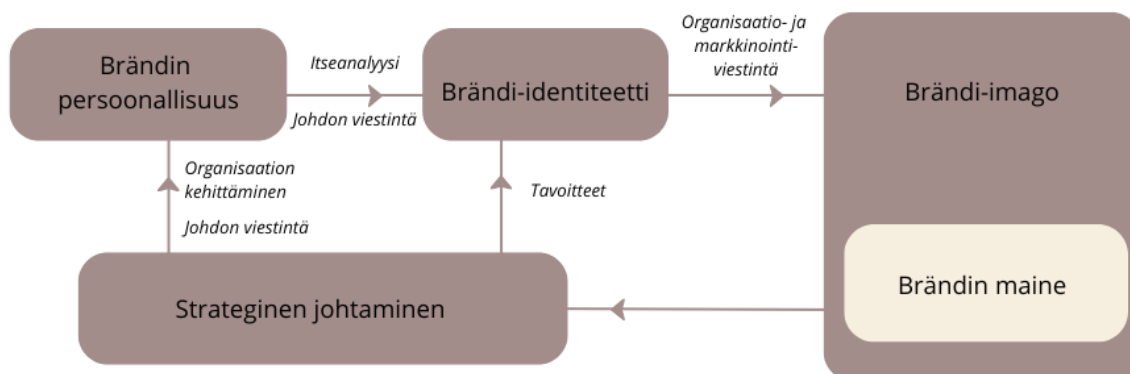 Brändin
persoonallisuus
Itseanalyysi
Johdon viestintä
Brändi-identiteetti
Organisaatio- ja
markkinointi-
viestintä
Brändi-imago
Organisaation
kehittäminen
Johdon viestintä
Tavoitteet
Strateginen johtaminen
Brändin maine